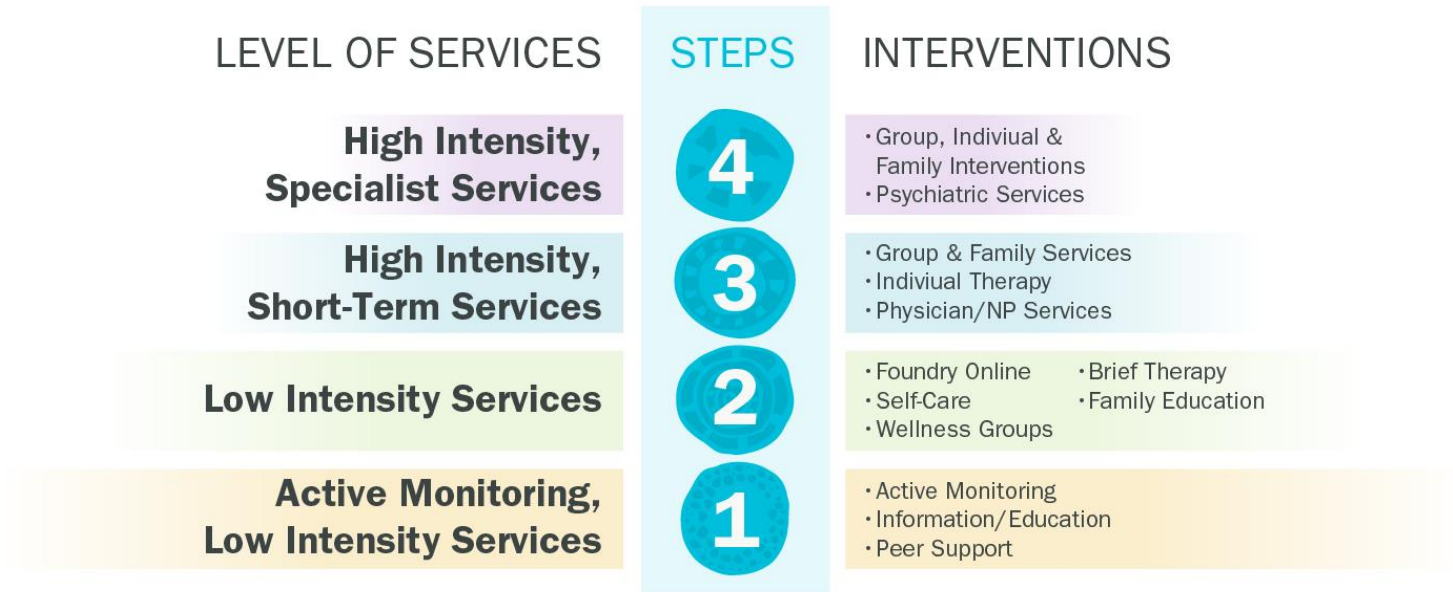 LEVEL OF SERVICES
STEPS
INTERVENTIONS
High Intensity,
Specialist Services
4
• Group, Indiviual &
Family Interventions
• Psychiatric Services
High Intensity,
Short-Term Services
3
• Group & Family Services
• Indiviual Therapy
• Physician/NP Services
Low Intensity Services
2
• Foundry Online
• Self-Care
• Wellness Groups
• Brief Therapy
• Family Education
Active Monitoring,
Low Intensity Services
1
• Active Monitoring
• Information/Education
• Peer Support